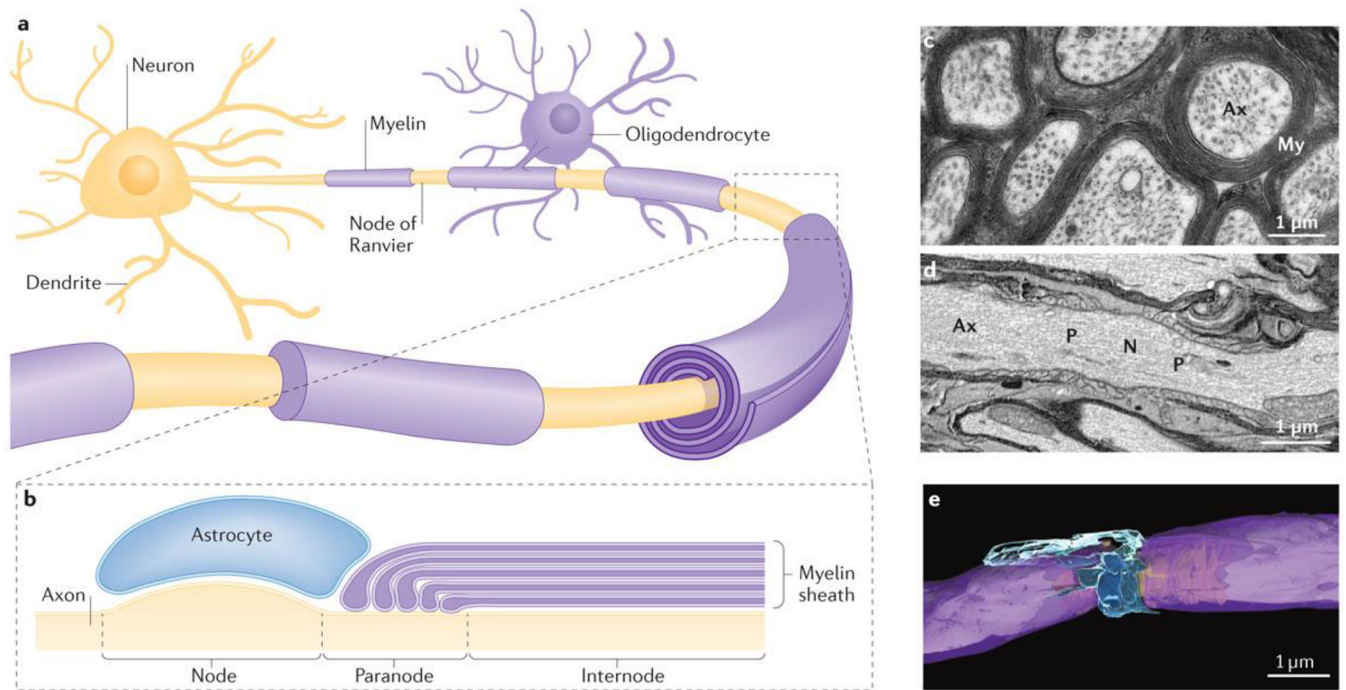 a
Neuron
Myelin
Oligodendrocyte
Node of
Ranvier
Dendrite
b
Astrocyte
Axon
Myelin
sheath
Node
Paranode
Internode
c
Ax
My
1 µm
d
Ax
P
N
P
1 µm
e
1 µm